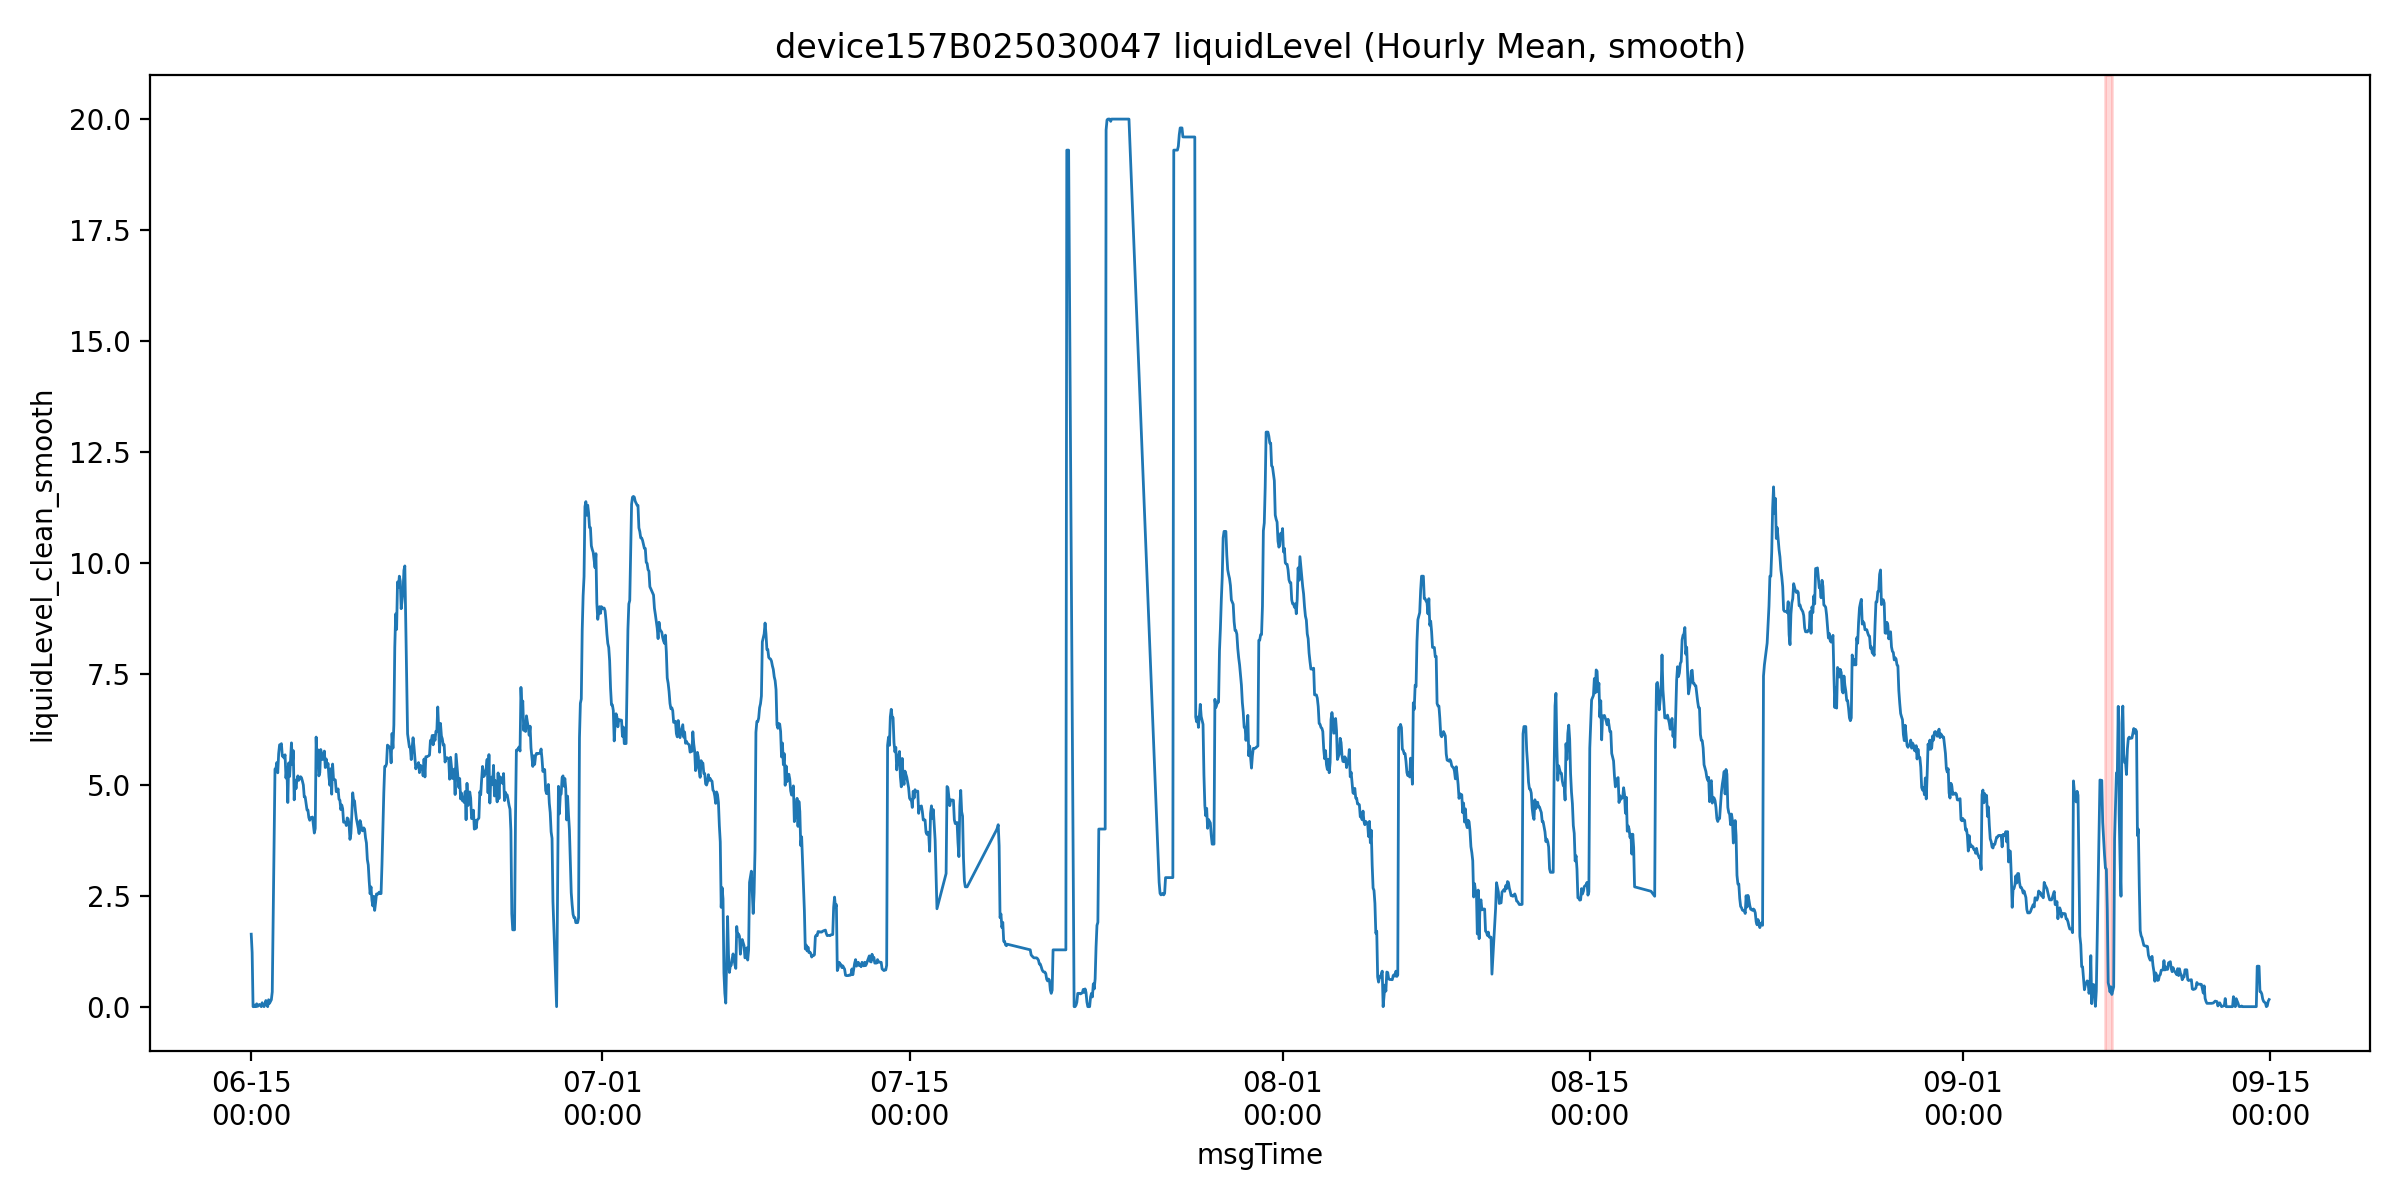 device157B025030047 liquidLevel (Hourly Mean, smooth)
liquidLevel_clean_smooth
20.0
17.5
15.0
12.5
10.0
7.5
5.0
2.5
0.0
06-15 07-01 07-15 08-01 08-15 09-01 09-15
00:00 00:00 00:00 00:00 00:00 00:00 00:00
msgTime